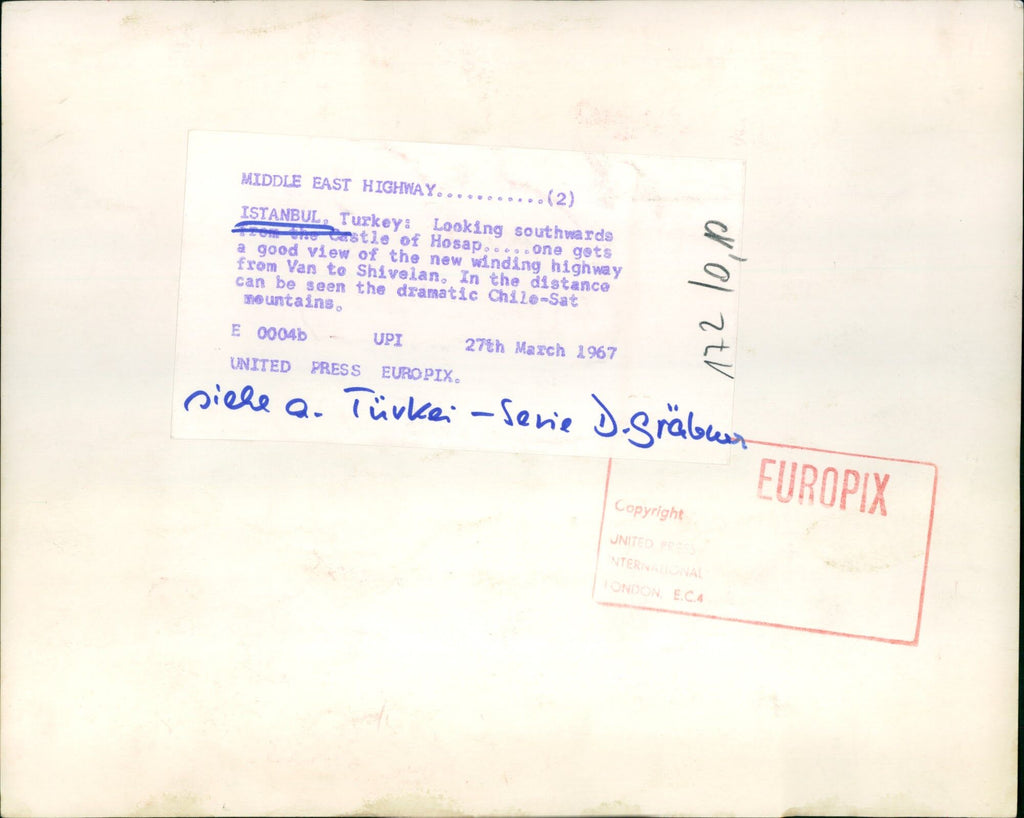 MIDDLE EAST HIGHWAY...........(2)
ISTANBUL, Turkey: Looking southwards
from the Castle of Hosap.....one gets
a good view of the new winding highway
from Van to Shivelan. In the distance
can be seen the dramatic Chilo-Sat
mountains.
E 0004b - UPI 27th March 1967
UNITED PRESS EUROPIX.
siehe a. Türkei - Serie D. Gräbner
172/0,10
EUROPIX
Copyright
UNITED PRESS
INTERNATIONAL
LONDON, E.C.4